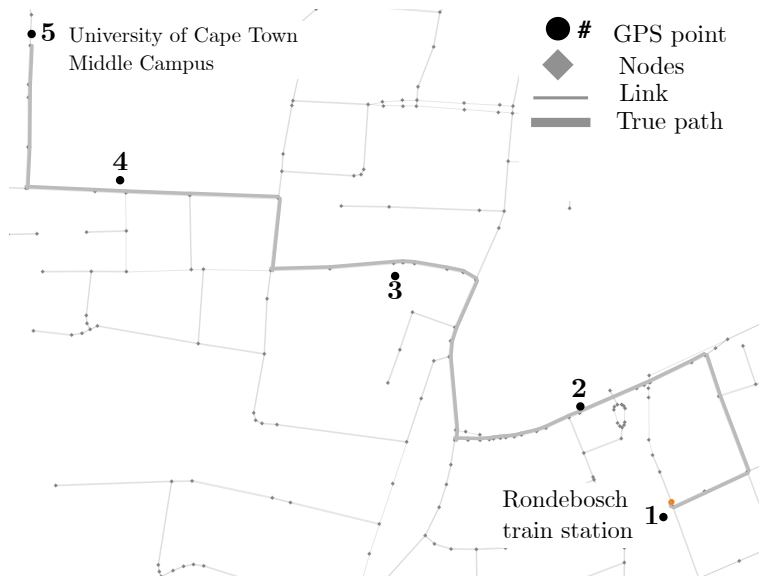 5 University of Cape Town
Middle Campus
# GPS point
Nodes
Link
True path
4
3
2
Rondebosch
train station
1